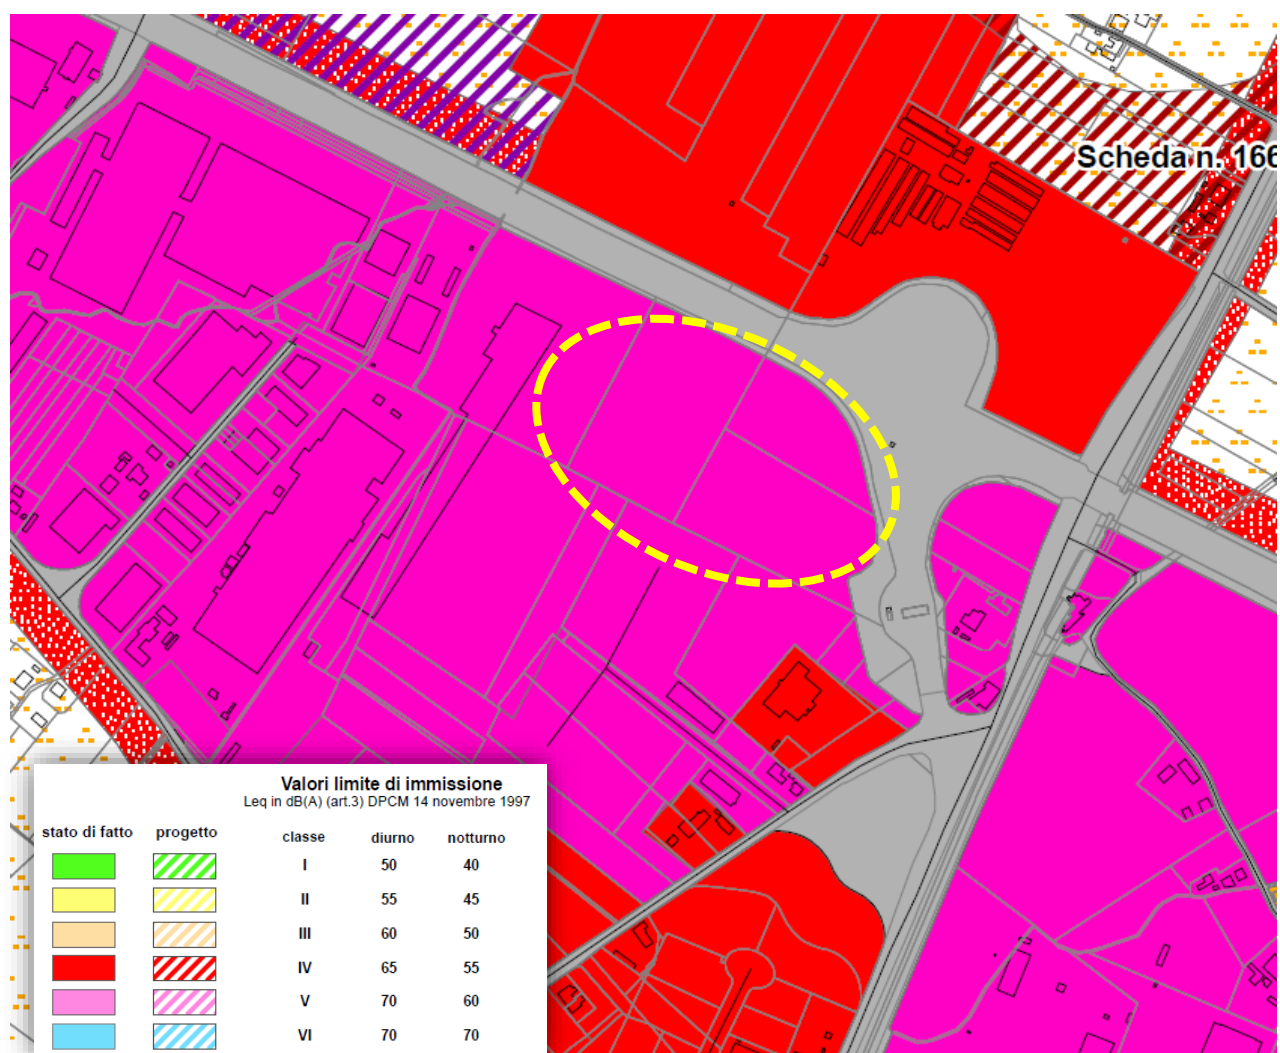 Scheda n. 166
Valori limite di immissione
Leq in dB(A) (art.3) DPCM 14 novembre 1997
stato di fatto progetto classe diurno notturno
I 50 40
II 55 45
III 60 50
IV 65 55
V 70 60
VI 70 70